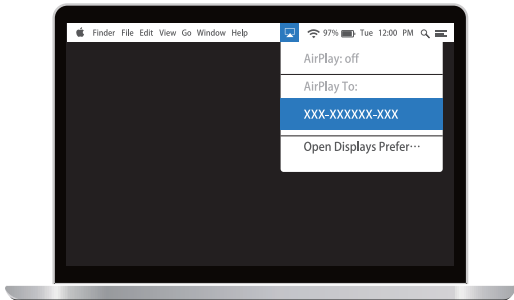 Finder File Edit View Go Window Help 97% Tue 12:00 PM
AirPlay: off
AirPlay To:
XXX-XXXXXX-XXX
Open Displays Prefer···